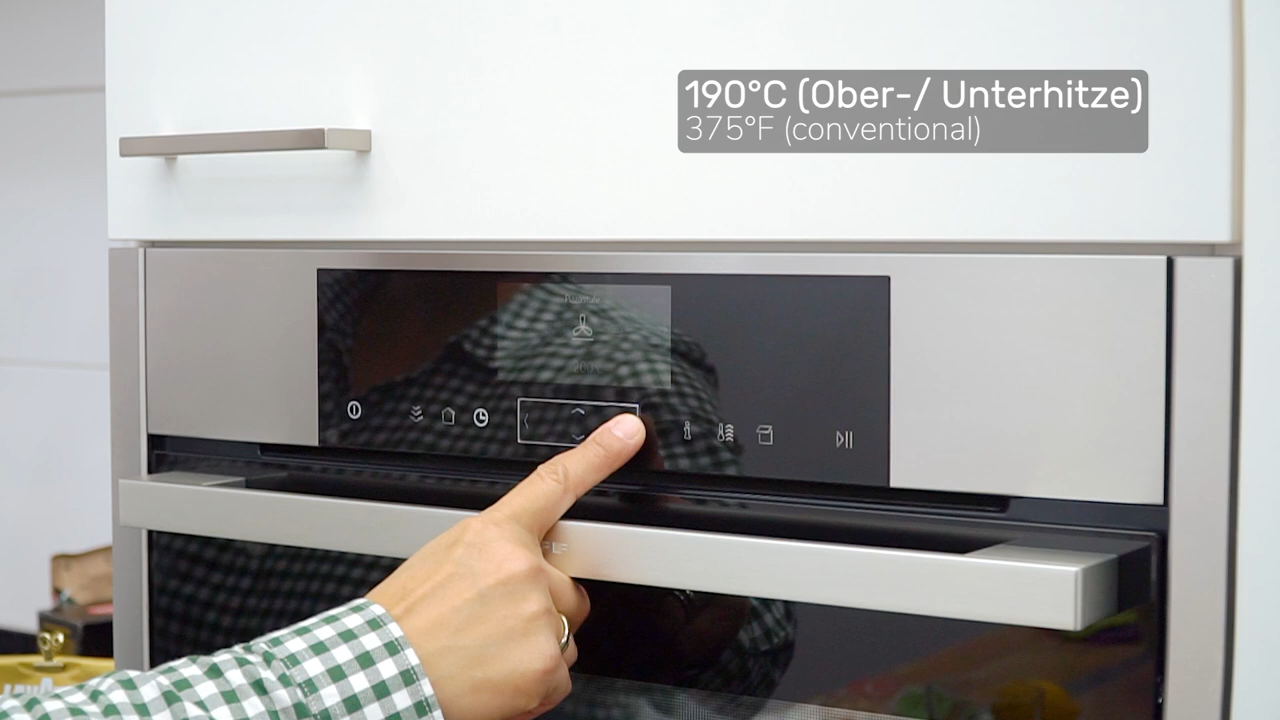 190°C (Ober-/ Unterhitze)
375°F (conventional)